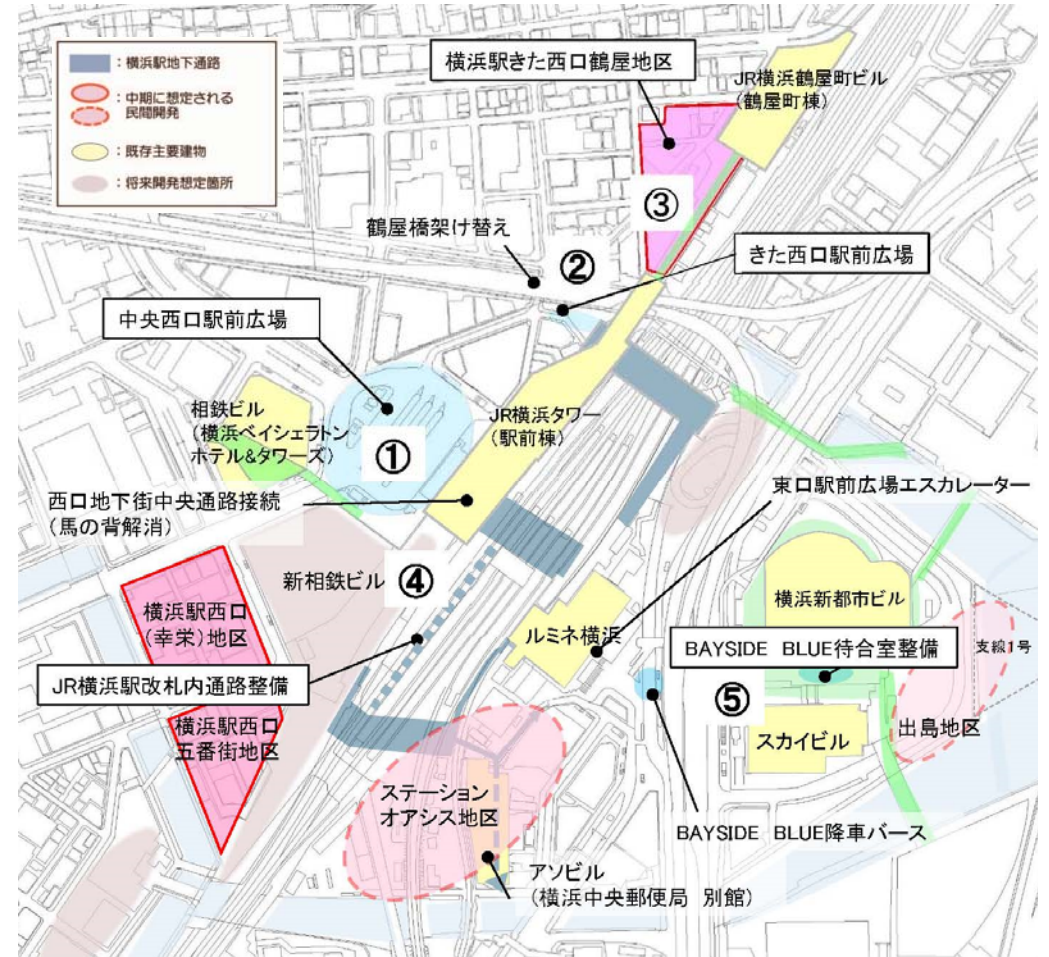 ：横浜駅地下通路
：中期に想定される
民間開発
：既存主要建物
：将来開発想定箇所
横浜駅きた西口鶴屋地区
JR横浜鶴屋町ビル
（鶴屋町棟）
③
鶴屋橋架け替え
②
きた西口駅前広場
中央西口駅前広場
相鉄ビル
（横浜ベイシェラトン
ホテル&タワーズ）
①
JR横浜タワー
（駅前棟）
西口地下街中央通路接続
（馬の背解消）
東口駅前広場エスカレーター
新相鉄ビル
④
横浜駅西口
（幸栄）地区
横浜新都市ビル
ルミネ横浜
BAYSIDE BLUE待合室整備
支線1号
JR横浜駅改札内通路整備
⑤
横浜駅西口
五番街地区
スカイビル
出島地区
ステーション
オアシス地区
BAYSIDE BLUE降車バース
アソビル
（横浜中央郵便局 別館）